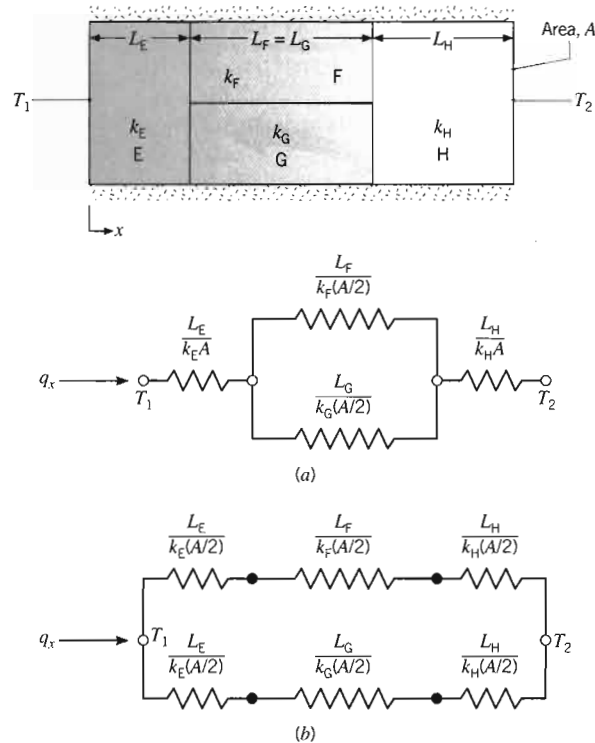 L_E L_F = L_G L_H Area, A
k_F F
T_1 T_2
k_E k_G k_H
E G H
x
L_F
k_F(A/2)
L_E L_H
k_EA k_HA
q_x T_1 T_2
L_G
k_G(A/2)
(a)
L_E L_F L_H
k_E(A/2) k_F(A/2) k_H(A/2)
q_x T_1 T_2
L_E L_G L_H
k_E(A/2) k_G(A/2) k_H(A/2)
(b)